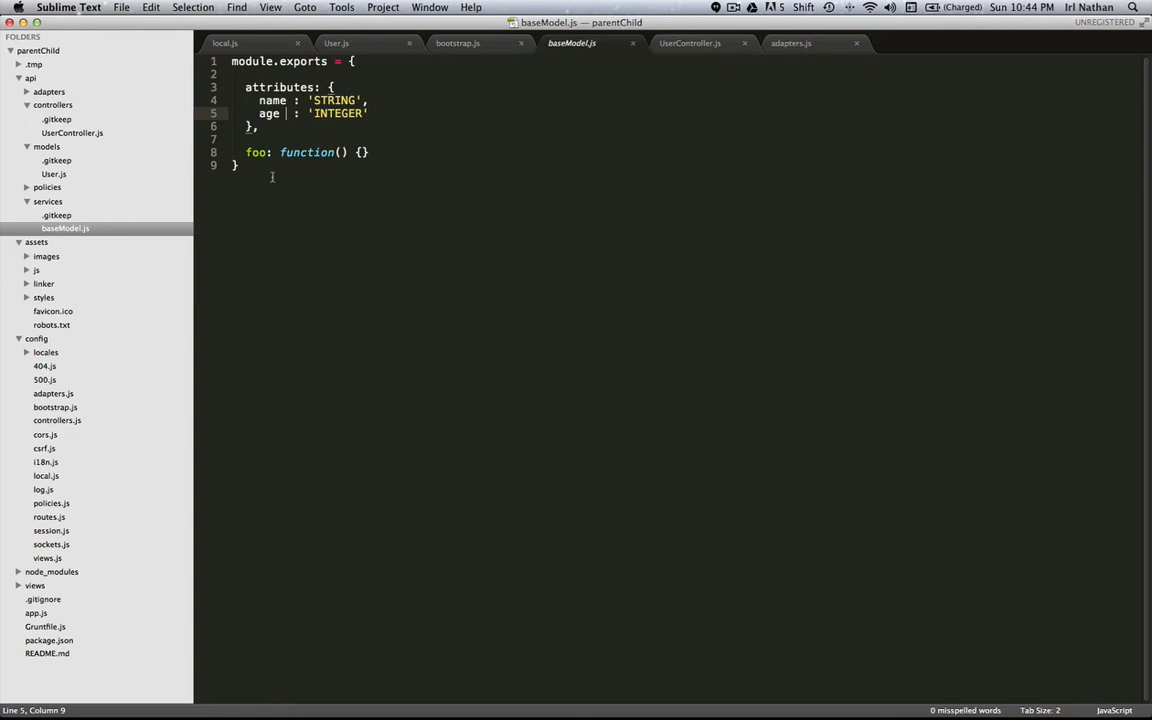 Sublime Text File Edit Selection Find View Goto Tools Project Window Help 5 Shift (Charged) Sun 10:44 PM Irl Nathan
baseModel.js — parentChild
UNREGISTERED
FOLDERS
parentChild
.tmp
api
adapters
controllers
.gitkeep
UserController.js
models
.gitkeep
User.js
policies
services
.gitkeep
baseModel.js
assets
images
js
linker
styles
favicon.ico
robots.txt
config
locales
404.js
500.js
adapters.js
bootstrap.js
controllers.js
cors.js
csrf.js
i18n.js
local.js
log.js
policies.js
routes.js
session.js
sockets.js
views.js
node_modules
views
.gitignore
app.js
Gruntfile.js
package.json
README.md
local.js × User.js × bootstrap.js × baseModel.js × UserController.js × adapters.js ×
1 module.exports = {
2
3 attributes: {
4 name : 'STRING',
5 age : 'INTEGER'
6 },
7
8 foo: function() {}
9 }
Line 5, Column 9
0 misspelled words
Tab Size: 2
JavaScript